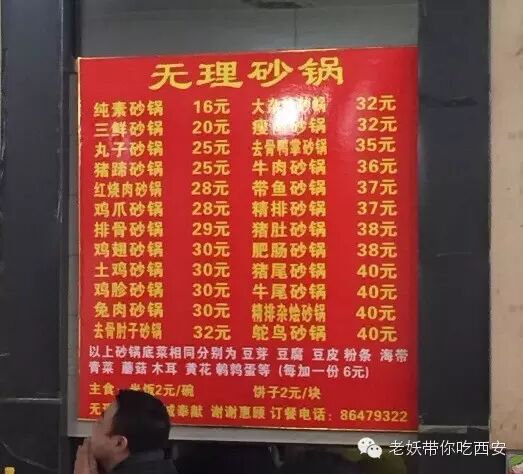 无理砂锅
纯素砂锅 16元
三鲜砂锅 20元
丸子砂锅 25元
猪蹄砂锅 25元
红烧肉砂锅 28元
鸡爪砂锅 28元
排骨砂锅 29元
鸡翅砂锅 30元
土鸡砂锅 30元
鸡胗砂锅 30元
兔肉砂锅 30元
去骨肘子砂锅 32元
大 砂锅 32元
瘦 砂锅 32元
去骨鸭掌砂锅 35元
牛肉砂锅 36元
带鱼砂锅 37元
精排砂锅 37元
猪肚砂锅 38元
肥肠砂锅 38元
猪尾砂锅 40元
牛尾砂锅 40元
精排杂烩砂锅 40元
鸵鸟砂锅 40元
以上砂锅底菜相同分别为 豆芽 豆腐 豆皮 粉条 海带
青菜 蘑菇 木耳 黄花 鹌鹑蛋等 (每加一份 6元)
主食: 米饭2元/碗 饼子2元/块
无理 诚奉献 谢谢惠顾 订餐电话: 86479322
老妖带你吃西安